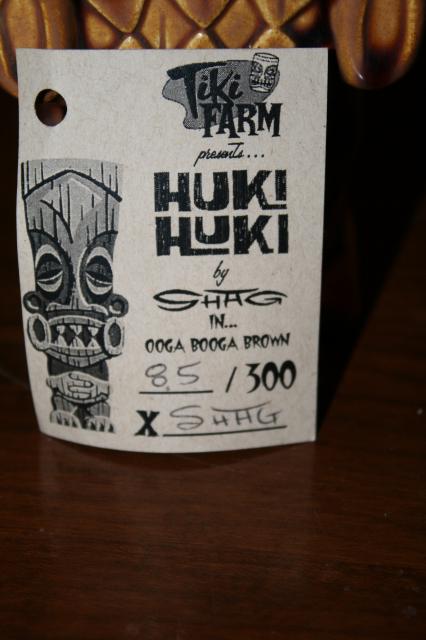 Tiki
FARM
presents...
HUKI
HUKI
by
SHAG
IN...
OOGA BOOGA BROWN
85 / 300
X SHAG